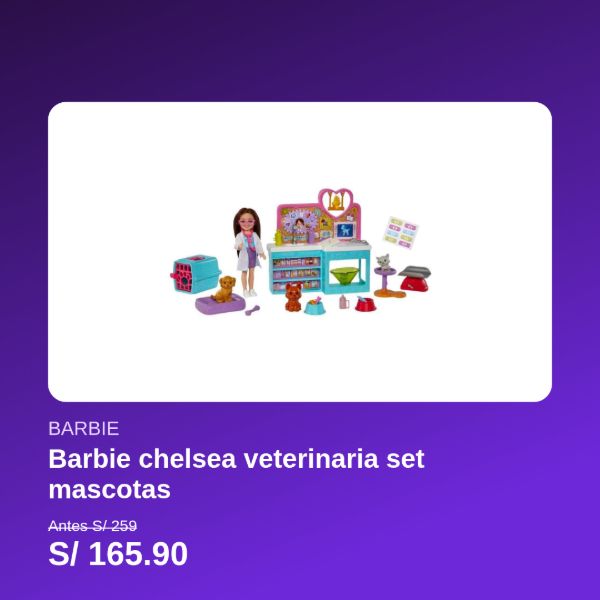 BARBIE
Barbie chelsea veterinaria set
mascotas
Antes S/ 259
S/ 165.90